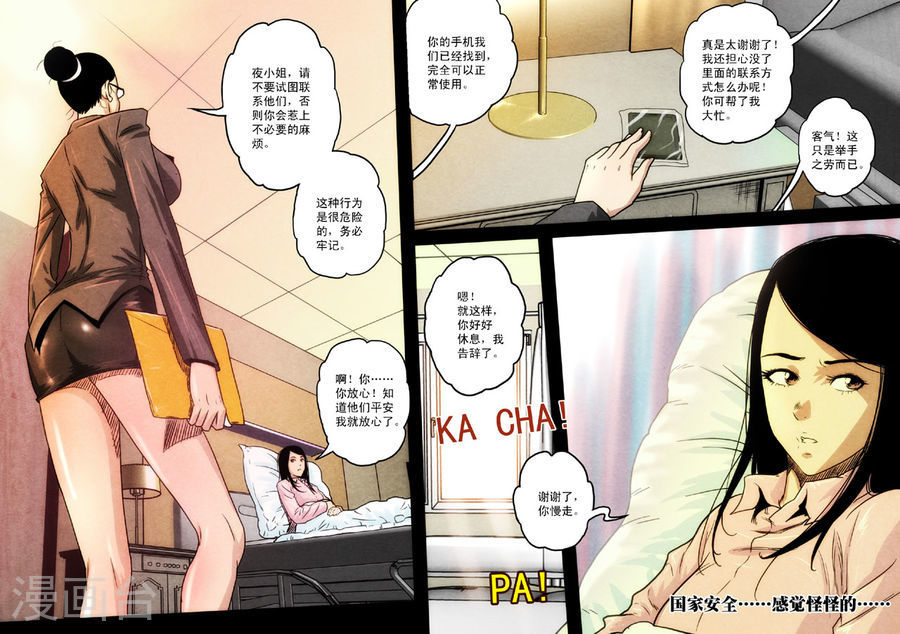 夜小姐，请
不要试图联
系他们，否
则你会惹上
不必要的麻
烦。
这种行为
是很危险
的，务必
牢记。
啊！你……
你放心！知
道他们平安
我就放心了。
你的手机我
们已经找到，
完全可以正
常使用。
真是太谢谢了！
我还担心没了
里面的联系方
式怎么办呢！
你可帮了我
大忙。
客气！这
只是举手
之劳而已。
嗯！
就这样，
你好好
休息，我
告辞了。
KA CHA!
谢谢了，
你慢走。
PA!
国家安全……感觉怪怪的……
漫画台